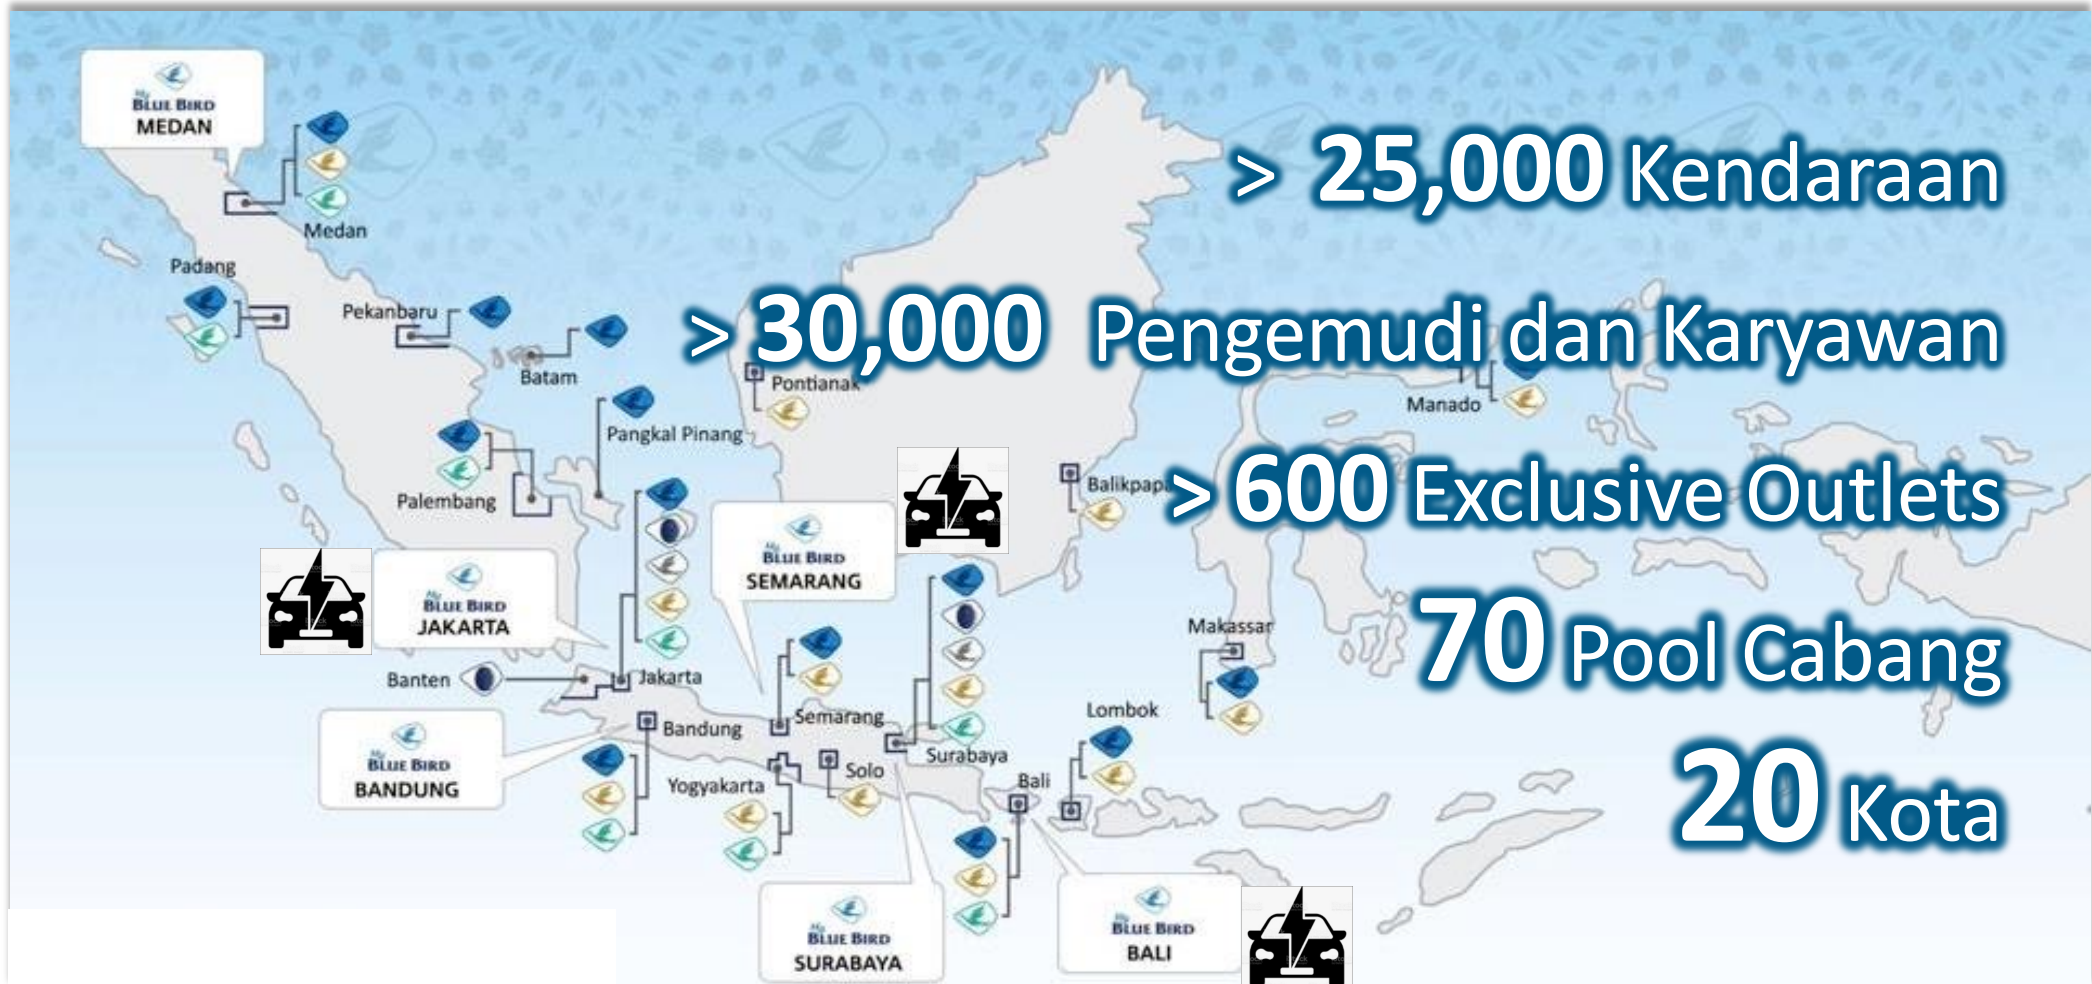 My
BLUE BIRD
MEDAN
Medan
> 25,000 Kendaraan
Padang
Pekanbaru
Batam
> 30,000 Pengemudi dan Karyawan
Pontianak
Manado
Pangkal Pinang
Palembang
> 600 Exclusive Outlets
My
BLUE BIRD
SEMARANG
My
BLUE BIRD
JAKARTA
Makassar
70 Pool Cabang
Banten
Jakarta
Bandung
Semarang
Surabaya
Lombok
My
BLUE BIRD
BANDUNG
Yogyakarta
Solo
Bali
20 Kota
My
BLUE BIRD
SURABAYA
My
BLUE BIRD
BALI